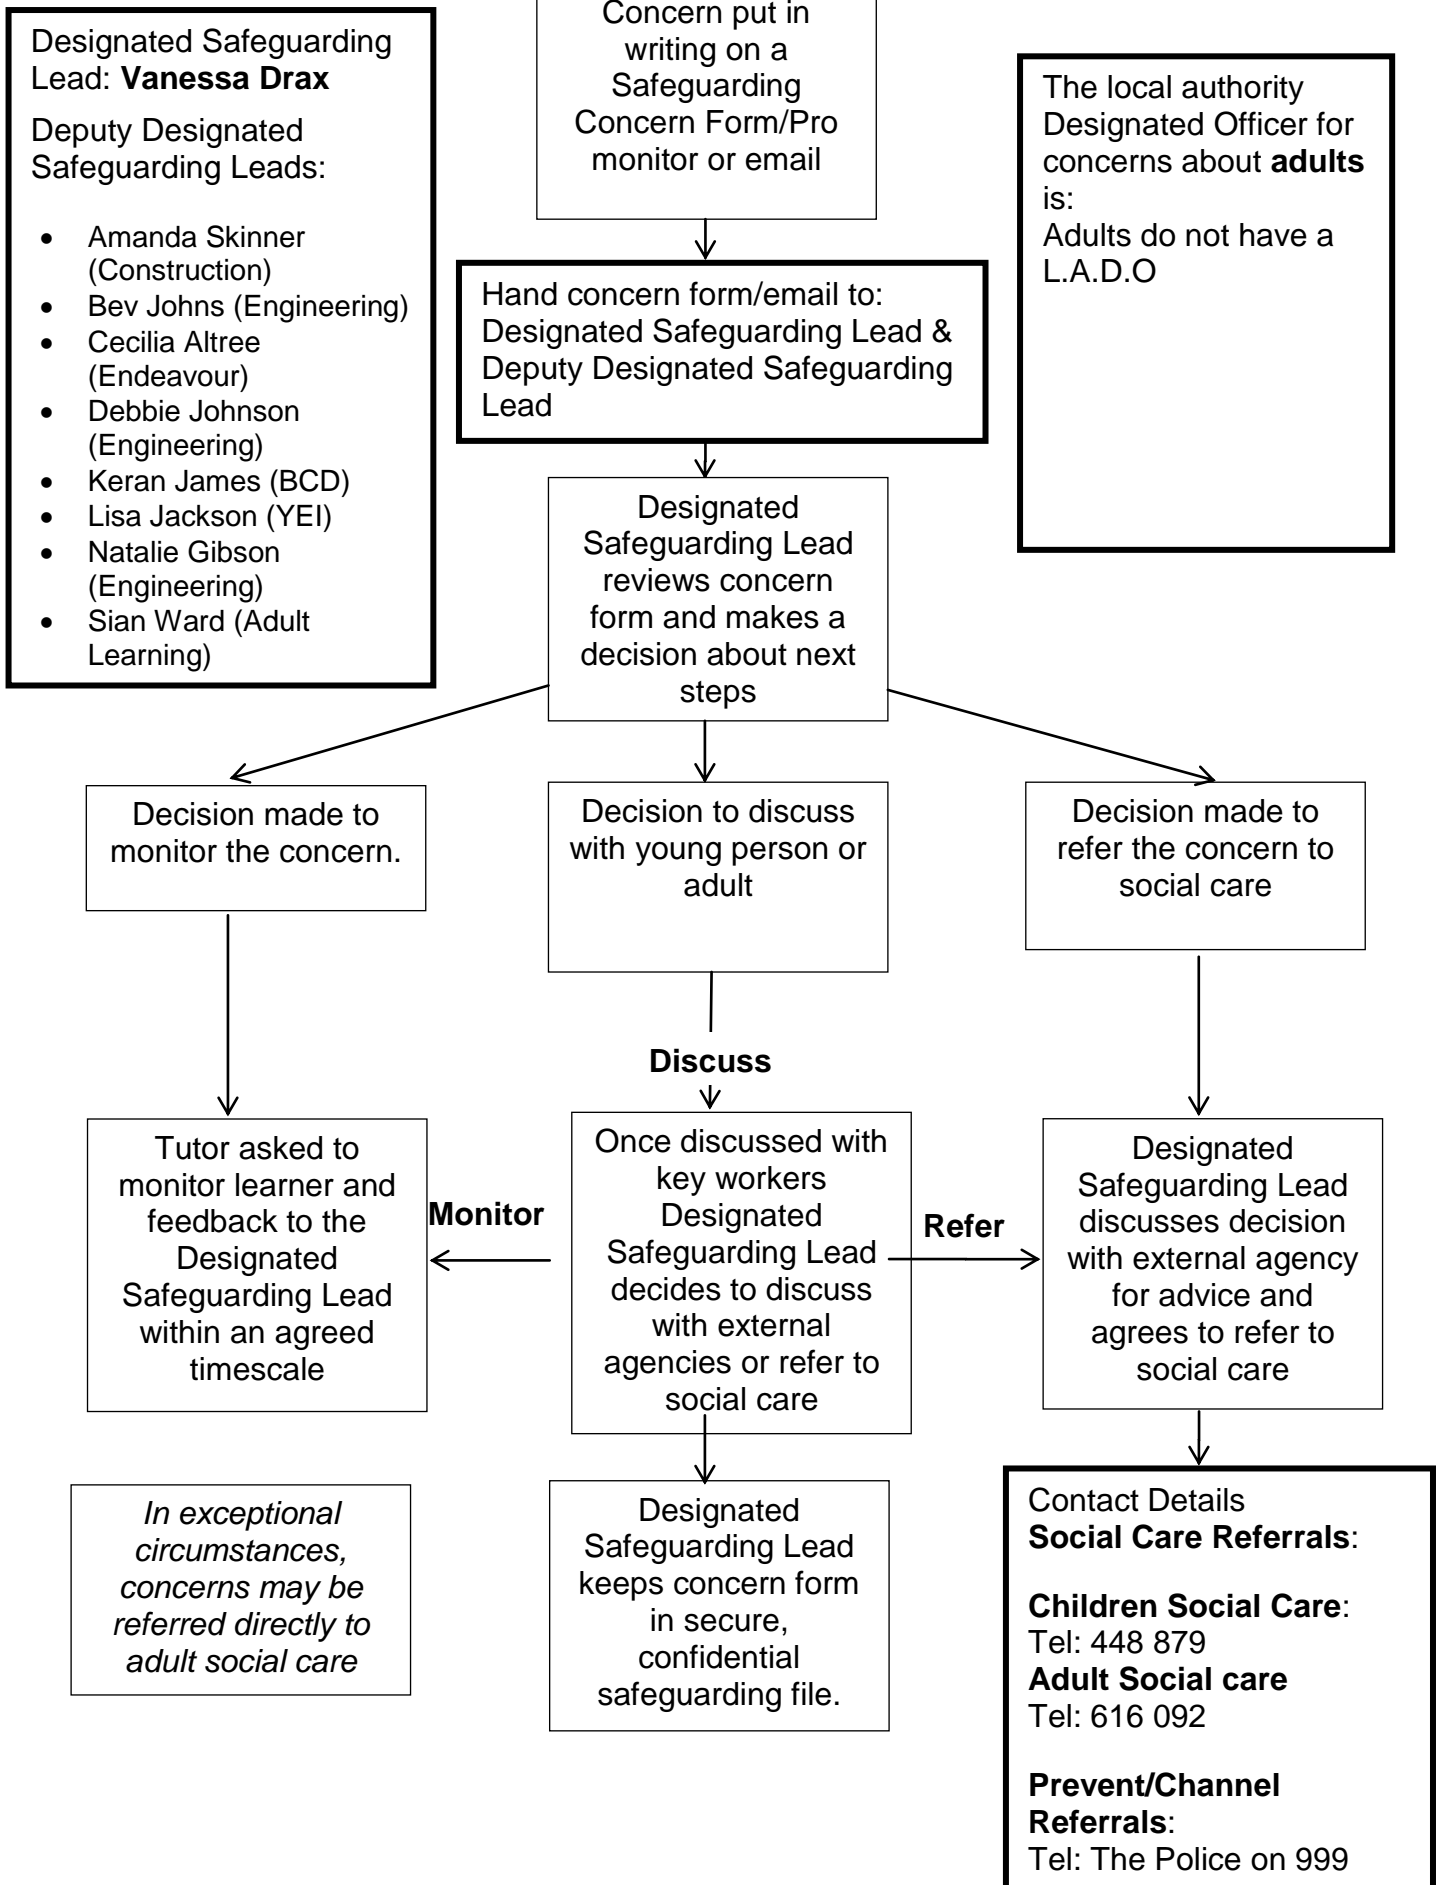 Designated Safeguarding
Lead: Vanessa Drax
Deputy Designated
Safeguarding Leads:
• Amanda Skinner
(Construction)
• Bev Johns (Engineering)
• Cecilia Altree
(Endeavour)
• Debbie Johnson
(Engineering)
• Keran James (BCD)
• Lisa Jackson (YEI)
• Natalie Gibson
(Engineering)
• Sian Ward (Adult
Learning)
Concern put in
writing on a
Safeguarding
Concern Form/Pro
monitor or email
The local authority
Designated Officer for
concerns about adults
is:
Adults do not have a
L.A.D.O
Hand concern form/email to:
Designated Safeguarding Lead &
Deputy Designated Safeguarding
Lead
Designated
Safeguarding Lead
reviews concern
form and makes a
decision about next
steps
Decision made to
monitor the concern.
Decision to discuss
with young person or
adult
Decision made to
refer the concern to
social care
Discuss
Tutor asked to
monitor learner and
feedback to the
Designated
Safeguarding Lead
within an agreed
timescale
Monitor
Once discussed with
key workers
Designated
Safeguarding Lead
decides to discuss
with external
agencies or refer to
social care
Refer
Designated
Safeguarding Lead
discusses decision
with external agency
for advice and
agrees to refer to
social care
In exceptional
circumstances,
concerns may be
referred directly to
adult social care
Designated
Safeguarding Lead
keeps concern form
in secure,
confidential
safeguarding file.
Contact Details
Social Care Referrals:
Children Social Care:
Tel: 448 879
Adult Social care
Tel: 616 092
Prevent/Channel
Referrals:
Tel: The Police on 999